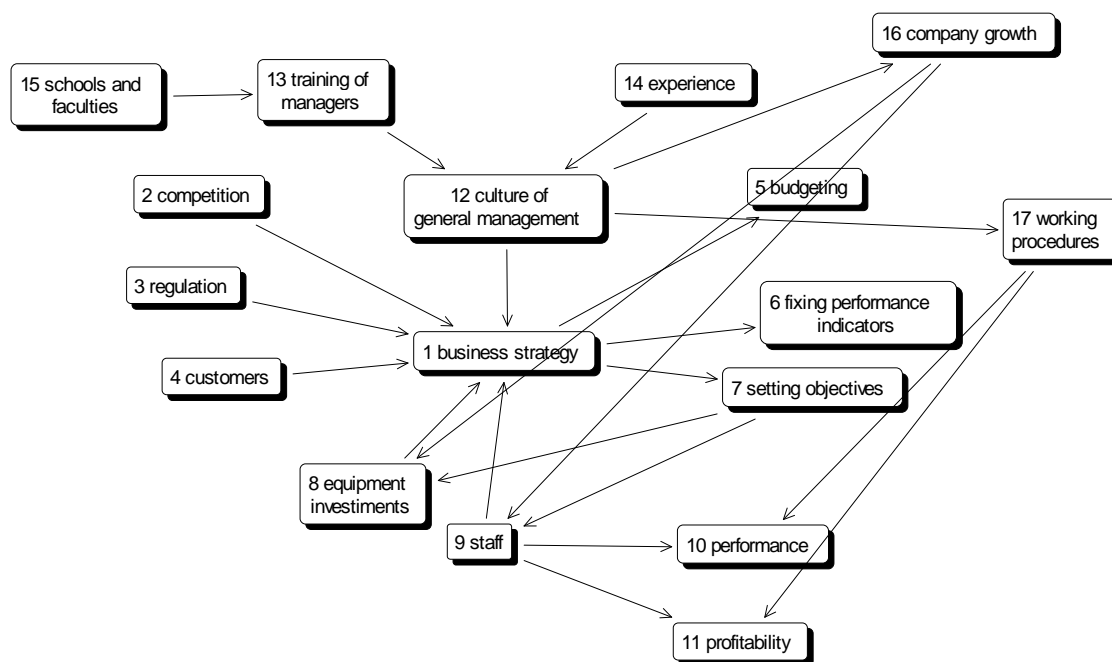 16 company growth
15 schools and
faculties
13 training of
managers
14 experience
2 competition
12 culture of
general management
5 budgeting
17 working
procedures
3 regulation
6 fixing performance
indicators
1 business strategy
4 customers
7 setting objectives
8 equipment
investiments
9 staff
10 performance
11 profitability